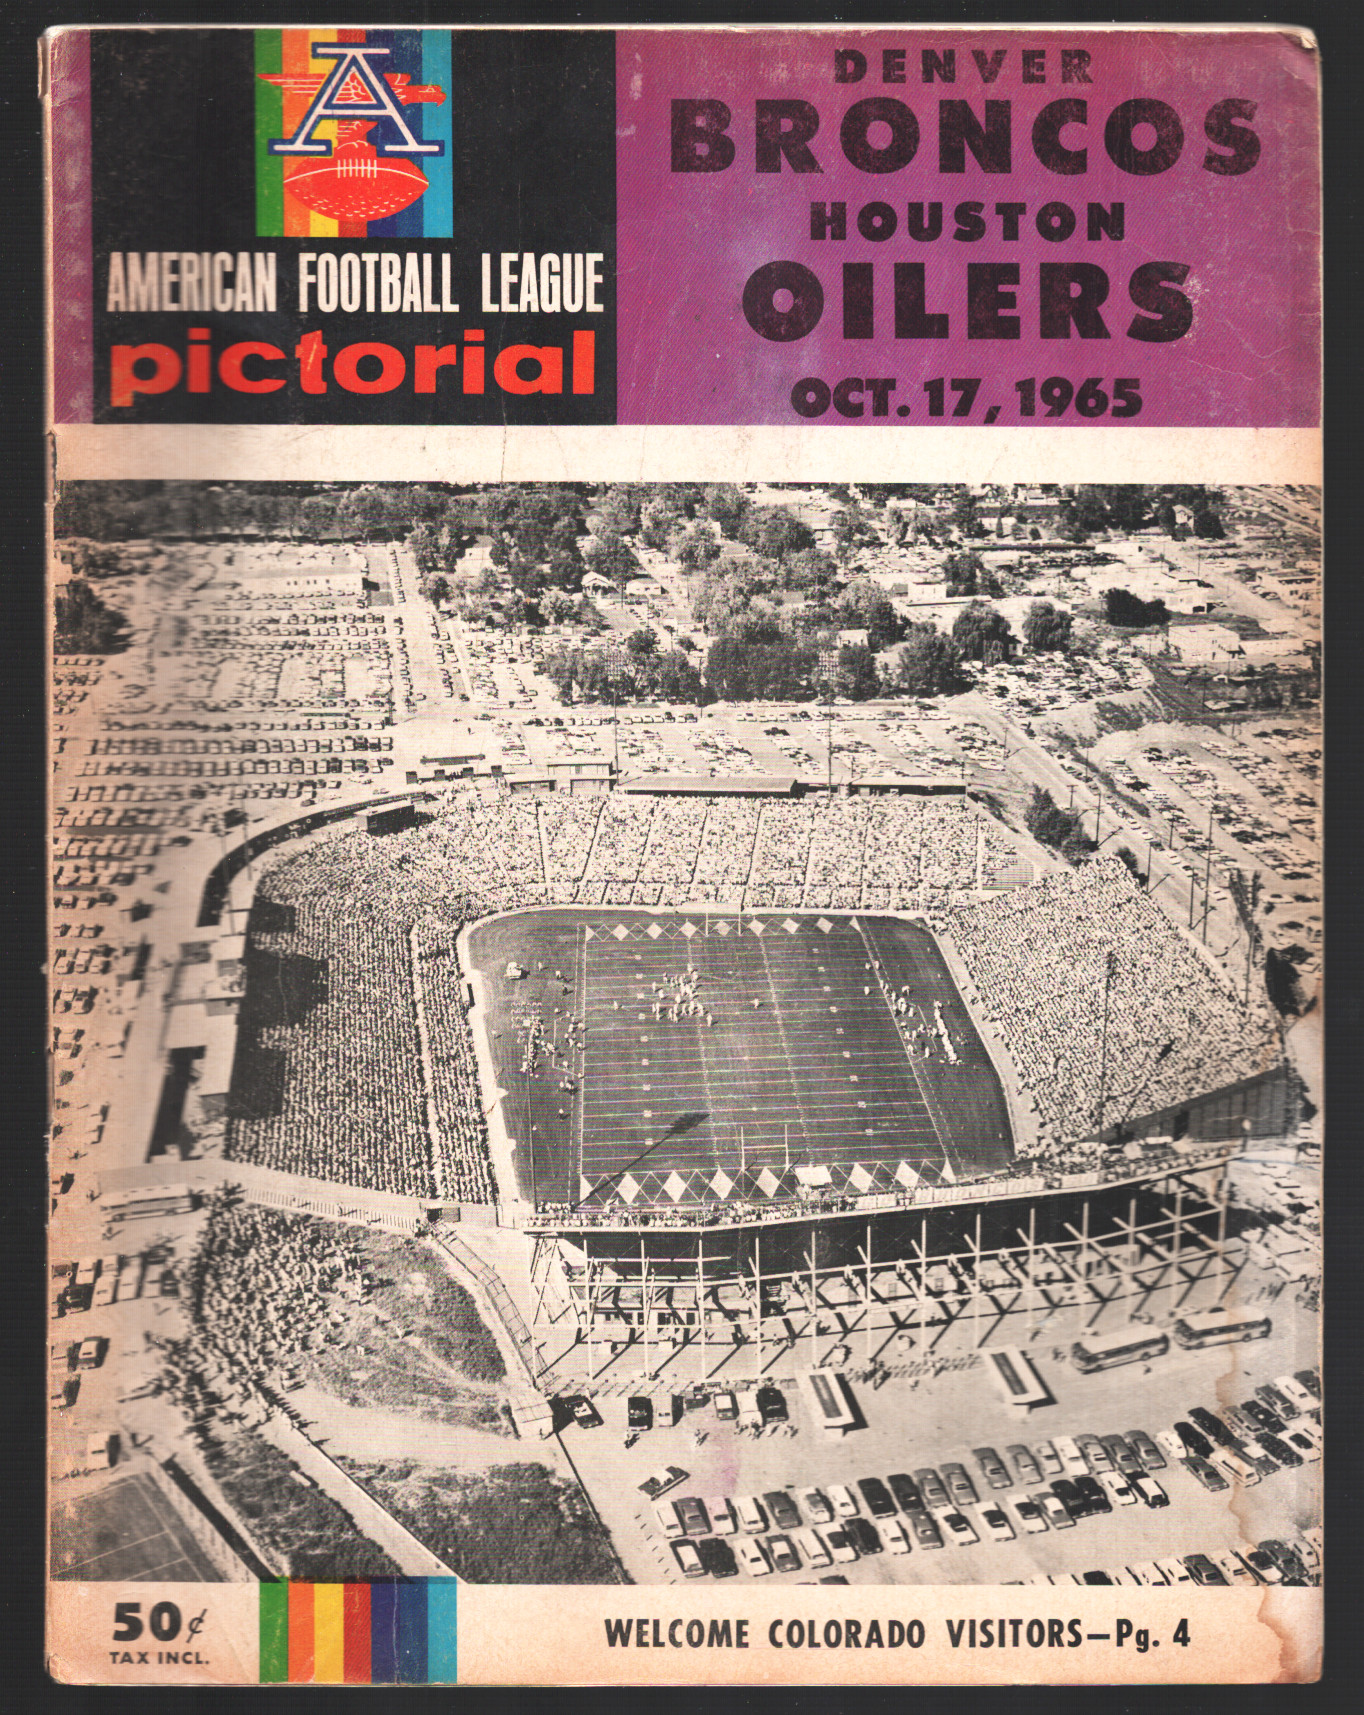 A
AMERICAN FOOTBALL LEAGUE
pictorial
DENVER
BRONCOS
HOUSTON
OILERS
OCT. 17, 1965
50¢
TAX INCL.
WELCOME COLORADO VISITORS—Pg. 4